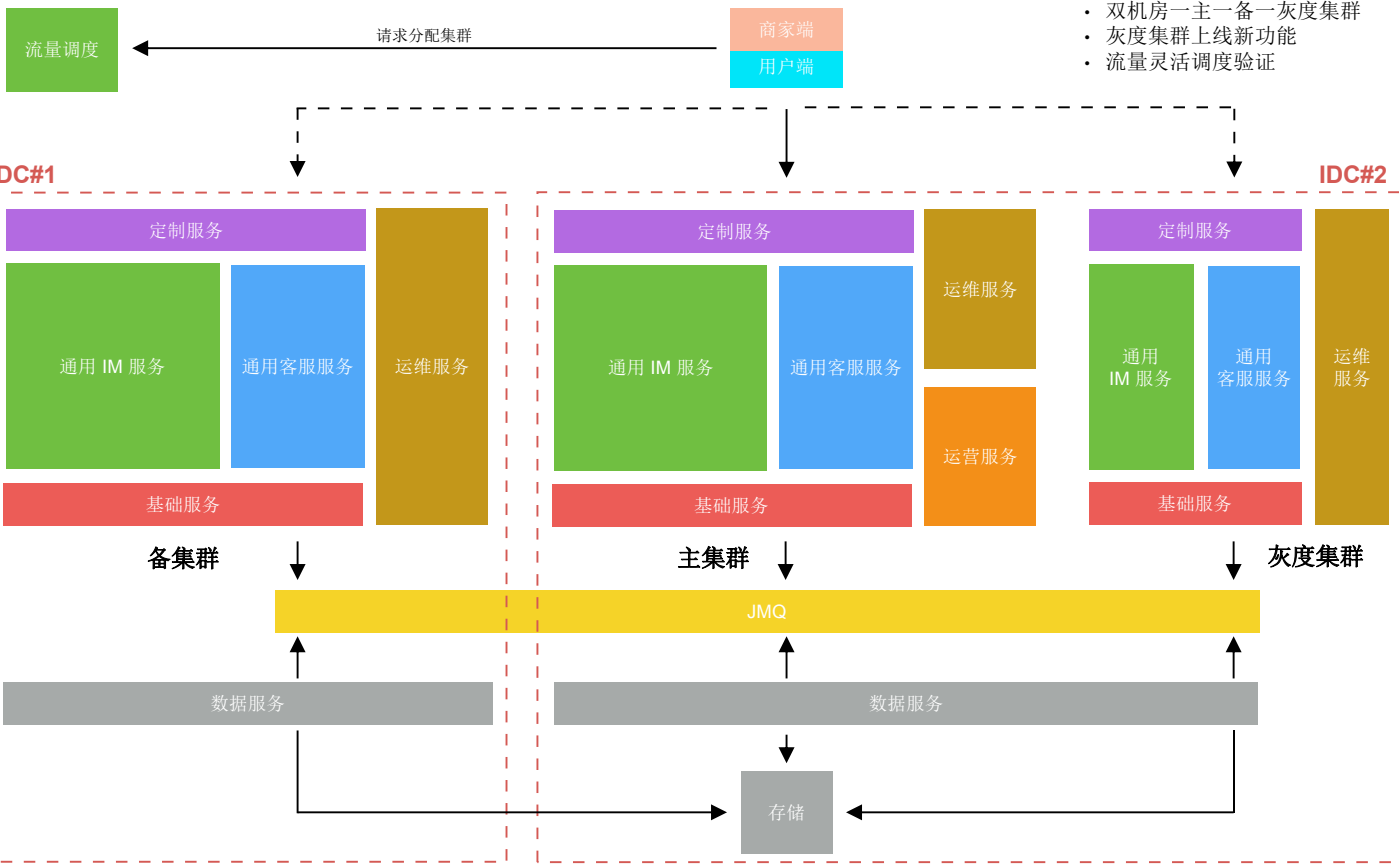 · 双机房一主一备一灰度集群
· 灰度集群上线新功能
· 流量灵活调度验证
流量调度
请求分配集群
商家端
用户端
DC#1
IDC#2
定制服务
通用 IM 服务
通用客服服务
运维服务
基础服务
备集群
定制服务
通用 IM 服务
通用客服服务
运维服务
运营服务
基础服务
主集群
定制服务
通用
IM 服务
通用
客服服务
运维
服务
基础服务
灰度集群
JMQ
数据服务
数据服务
存储